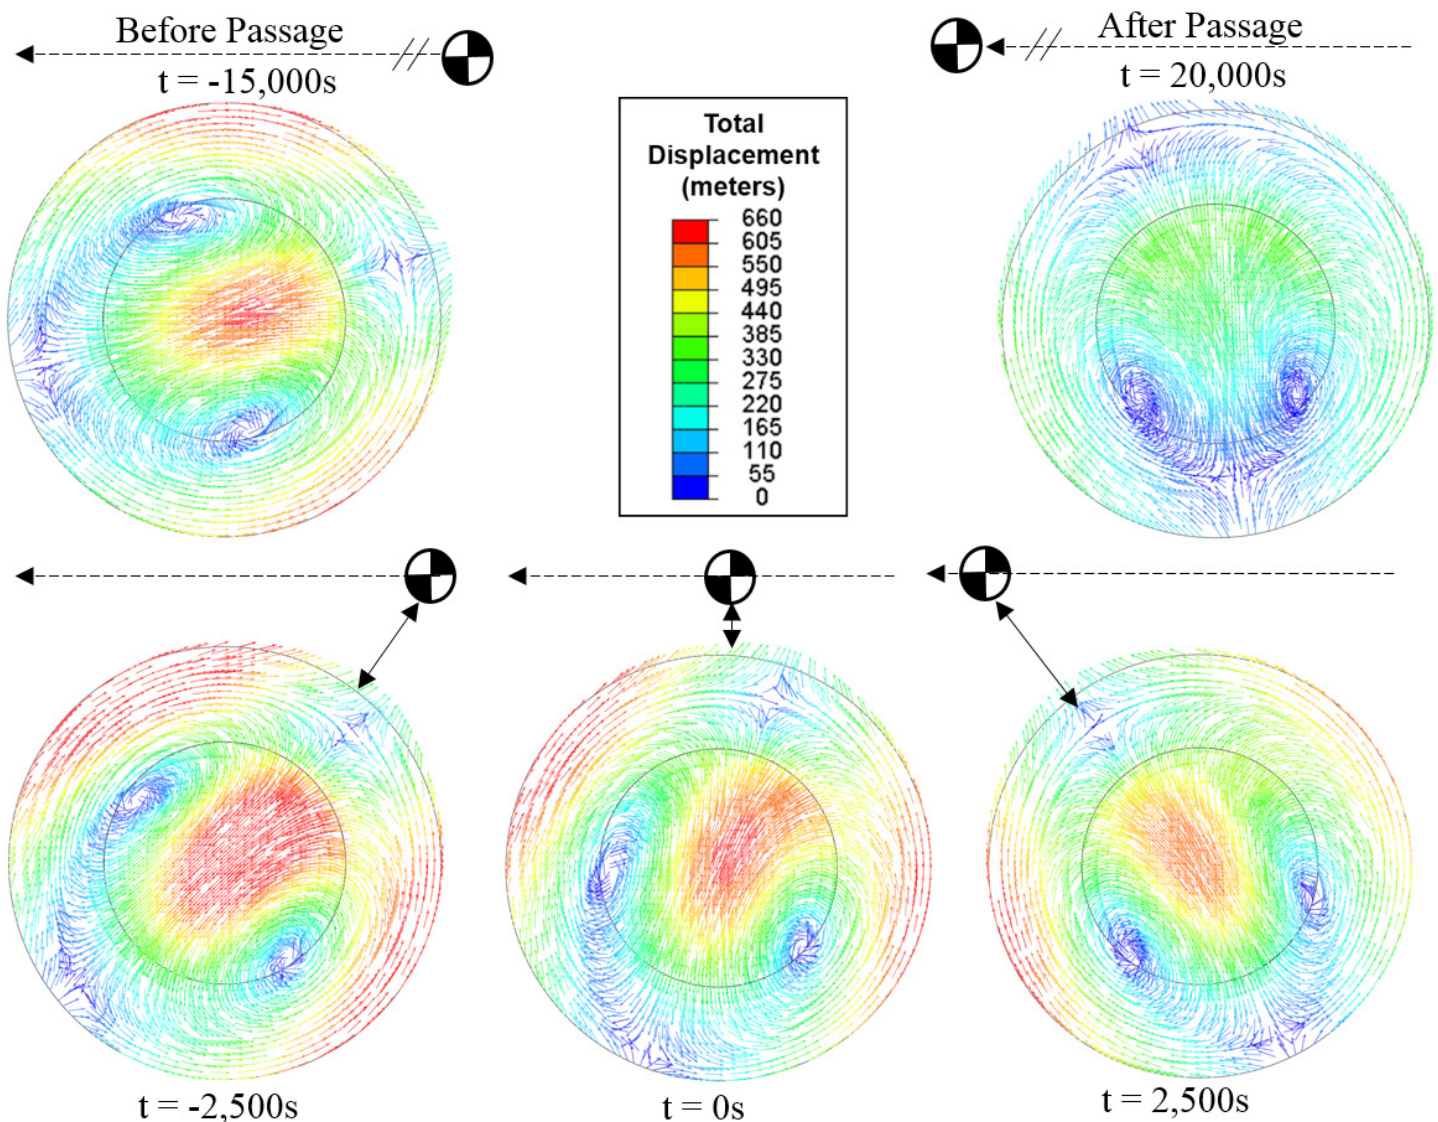 Before Passage
t = -15,000s
After Passage
t = 20,000s
Total
Displacement
(meters)
660
605
550
495
440
385
330
275
220
165
110
55
0
t = -2,500s
t = 0s
t = 2,500s